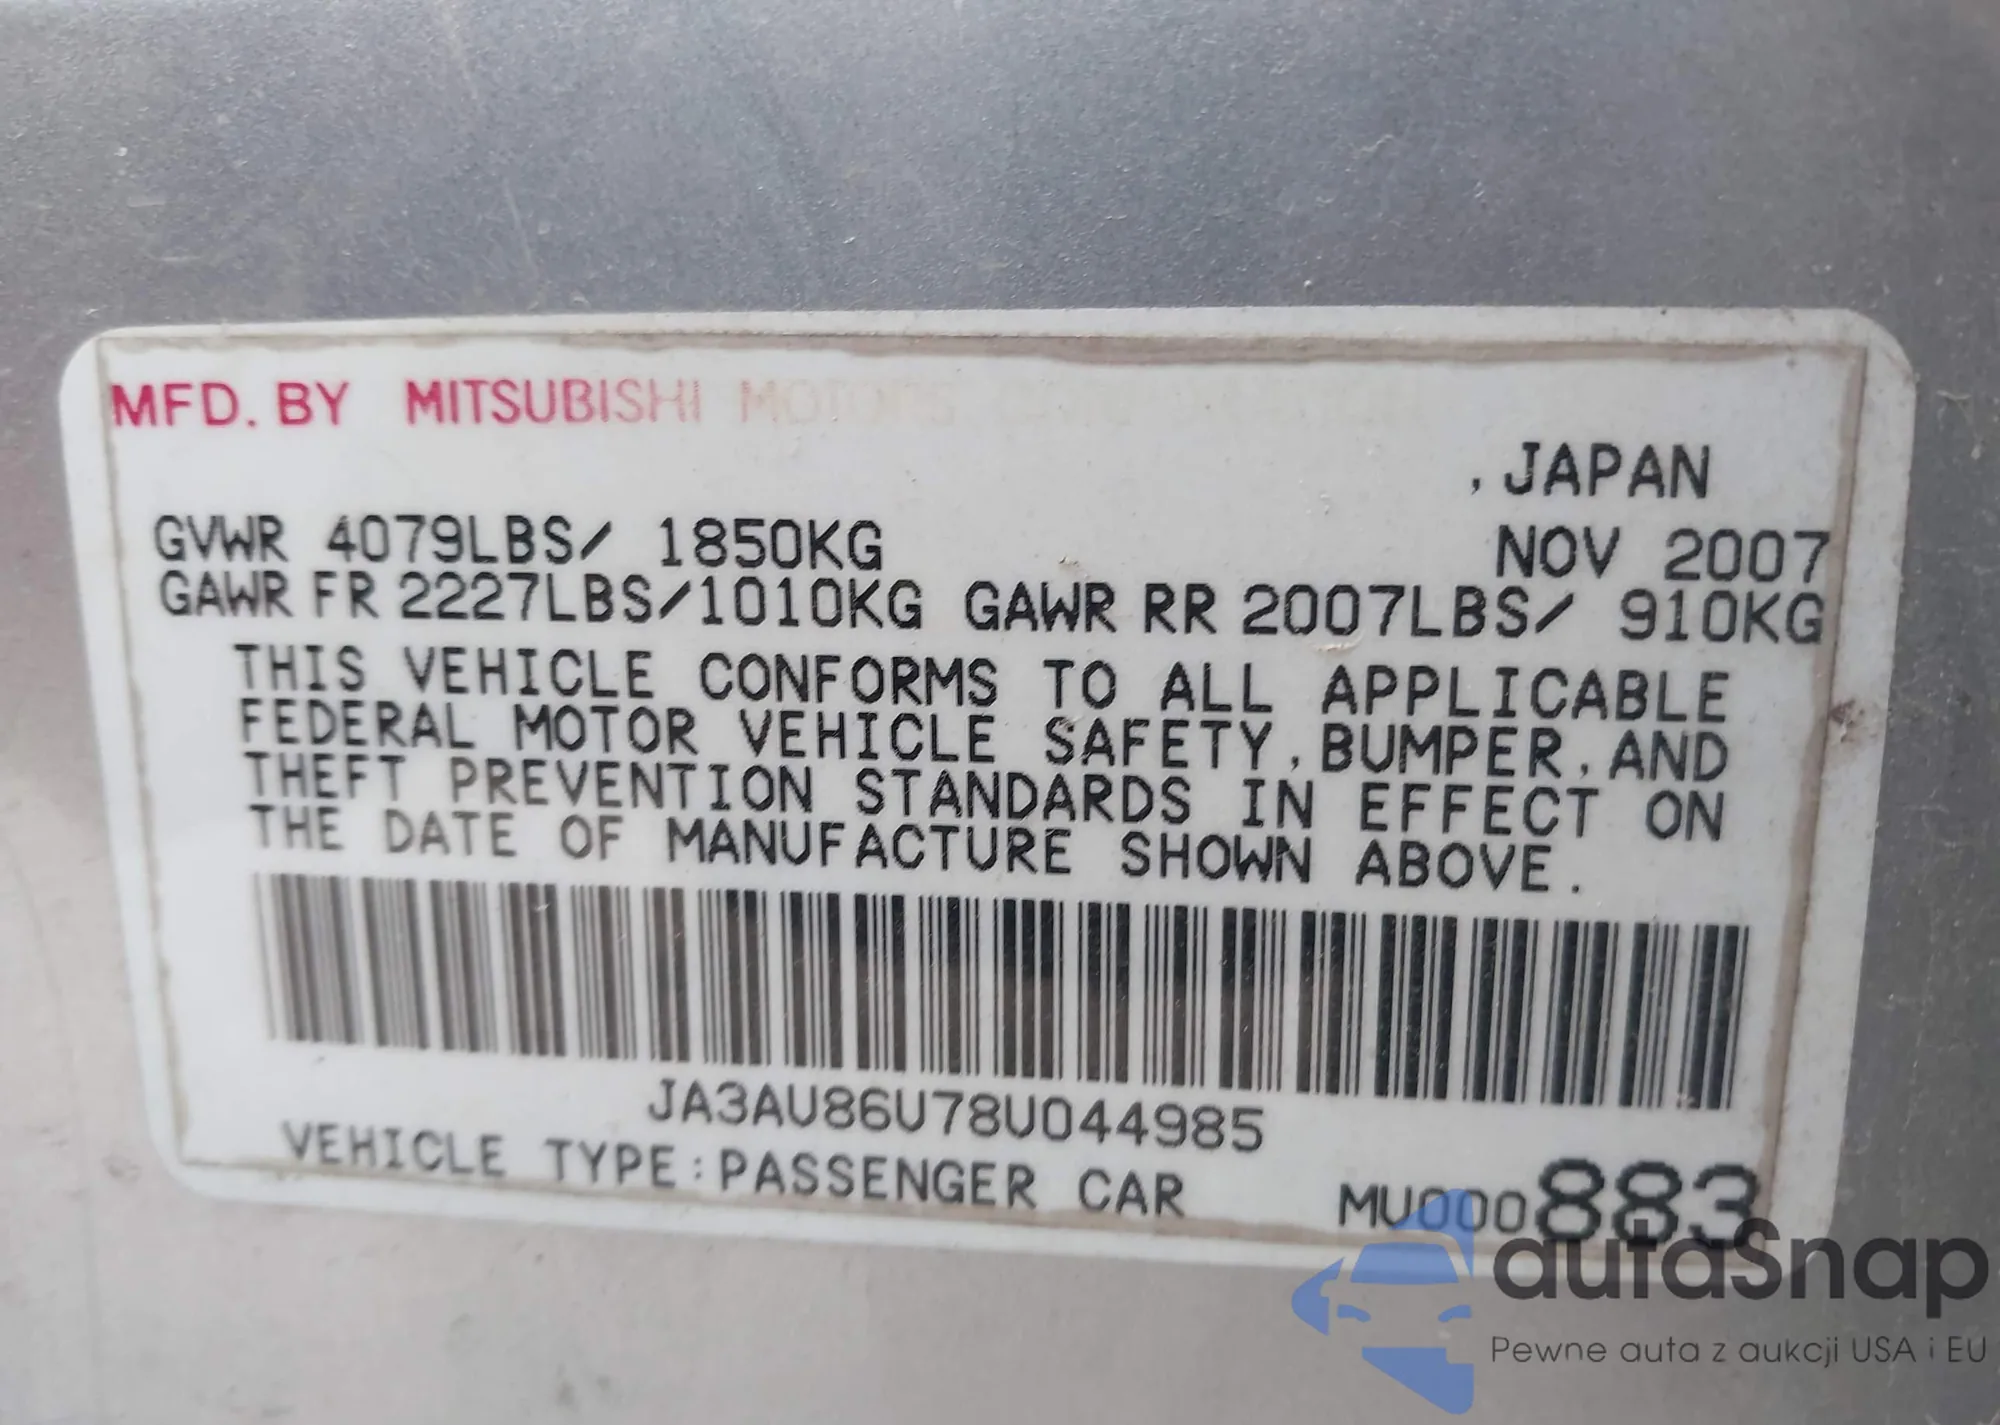 MFD. BY MITSUBISHI MOTORS
, JAPAN
GVWR 4079LBS/ 1850KG NOV 2007
GAWR FR 2227LBS/1010KG GAWR RR 2007LBS/ 910KG
THIS VEHICLE CONFORMS TO ALL APPLICABLE
FEDERAL MOTOR VEHICLE SAFETY, BUMPER, AND
THEFT PREVENTION STANDARDS IN EFFECT ON
THE DATE OF MANUFACTURE SHOWN ABOVE.
JA3AU86U78U044985
VEHICLE TYPE:PASSENGER CAR MU000883
autaSnap
Pewne auta z aukcji USA i EU